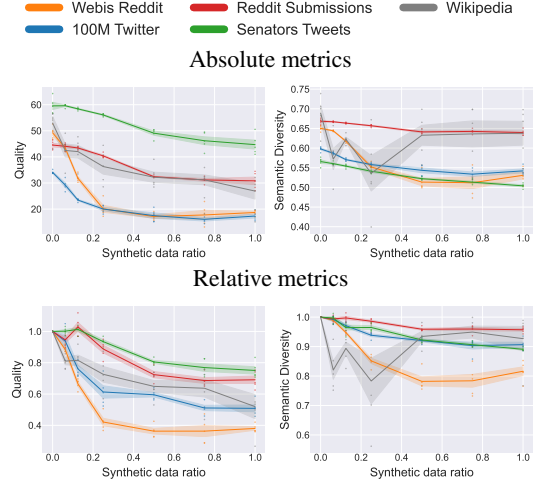 Webis Reddit
Reddit Submissions
Wikipedia
100M Twitter
Senators Tweets
Absolute metrics
Quality
60
50
40
30
20
0.0 0.2 0.4 0.6 0.8 1.0
Synthetic data ratio
Semantic Diversity
0.75
0.70
0.65
0.60
0.55
0.50
0.45
0.40
0.0 0.2 0.4 0.6 0.8 1.0
Synthetic data ratio
Relative metrics
Quality
1.0
0.8
0.6
0.4
0.0 0.2 0.4 0.6 0.8 1.0
Synthetic data ratio
Semantic Diversity
1.0
0.9
0.8
0.7
0.6
0.0 0.2 0.4 0.6 0.8 1.0
Synthetic data ratio